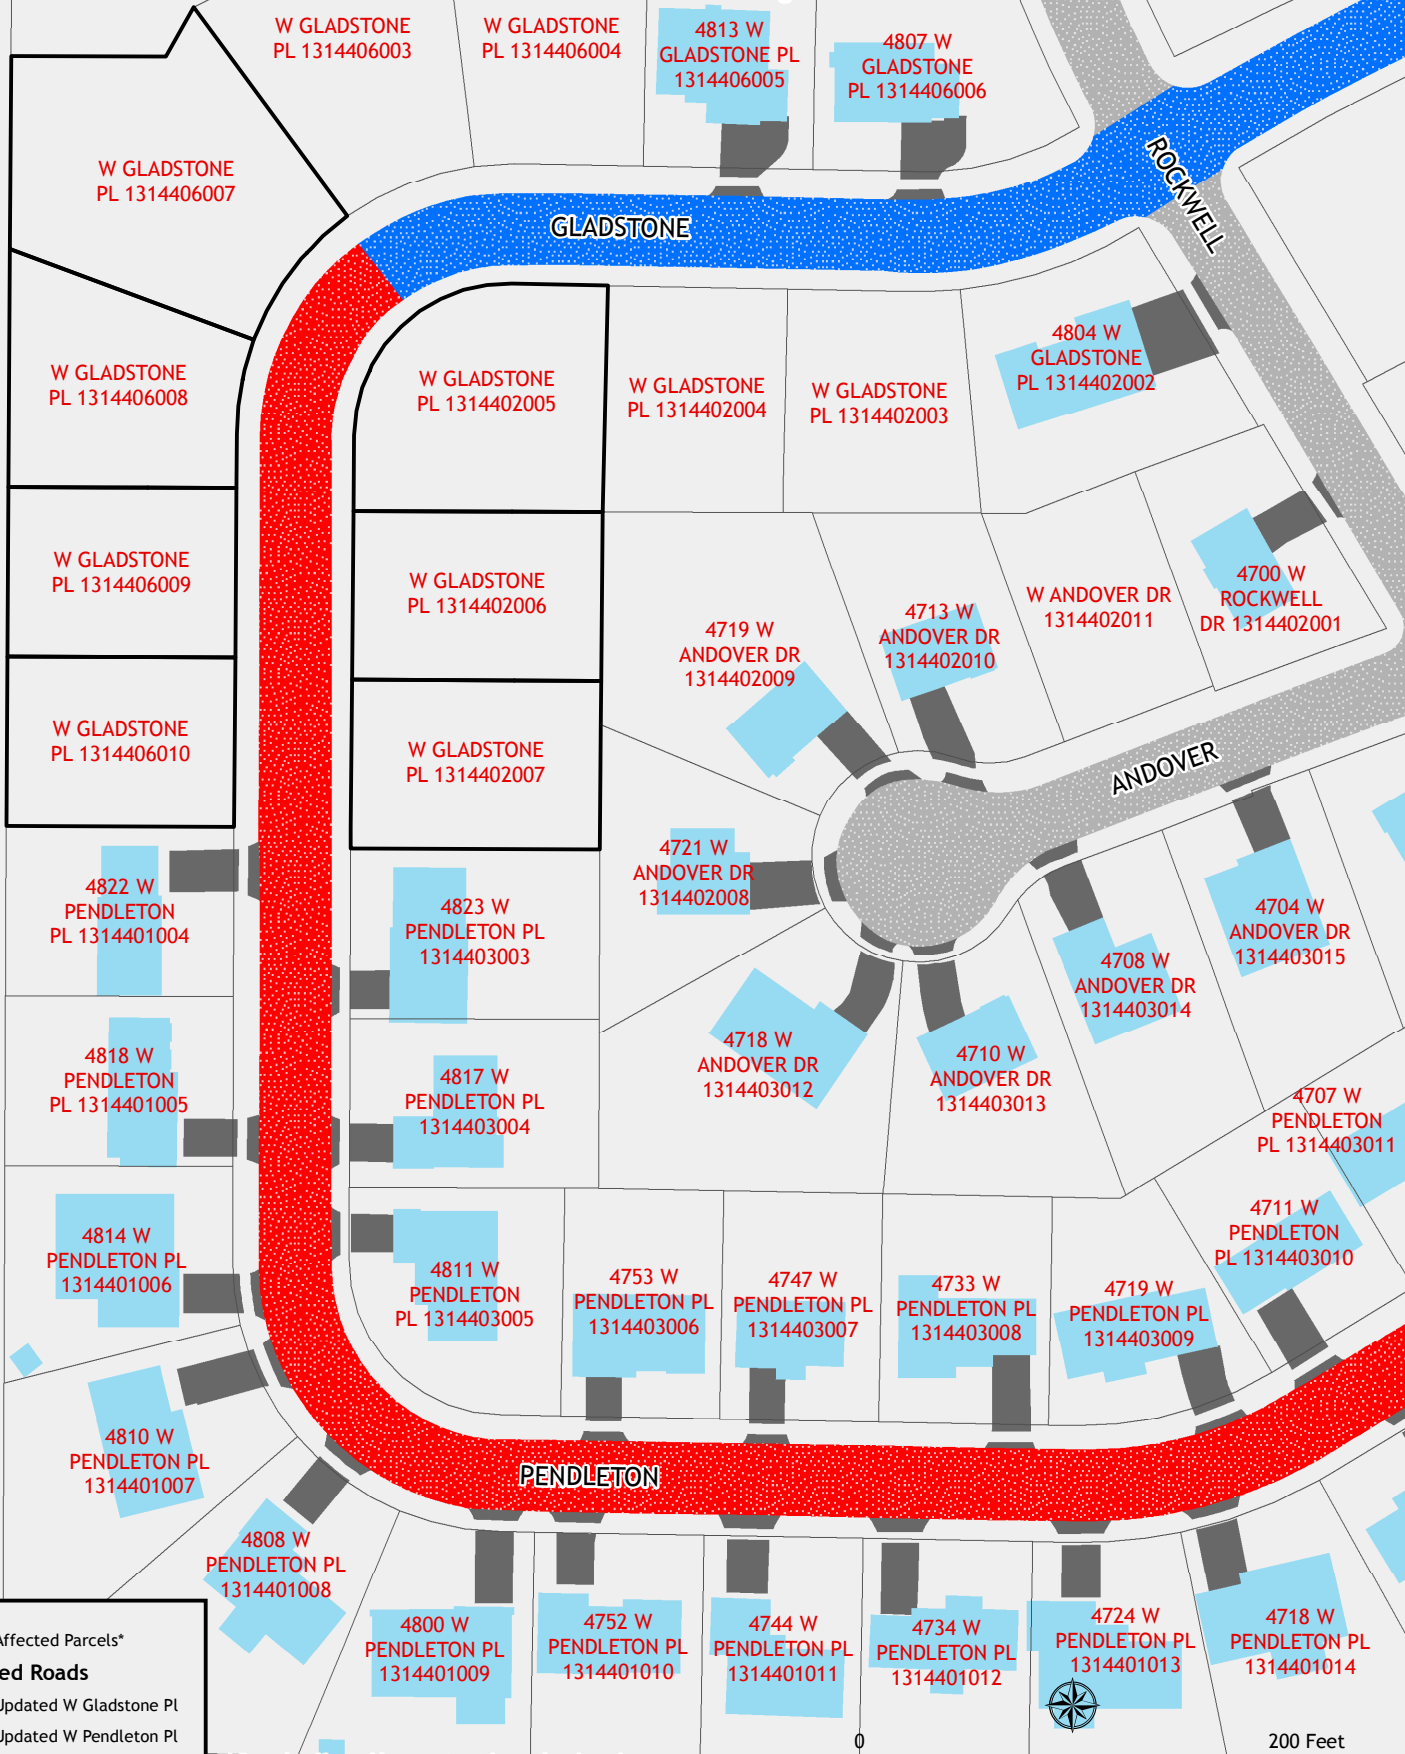 W GLADSTONE
PL 1314406003
W GLADSTONE
PL 1314406004
4813 W
GLADSTONE PL
1314406005
4807 W
GLADSTONE
PL 1314406006
W GLADSTONE
PL 1314406007
GLADSTONE
ROCKWELL
W GLADSTONE
PL 1314406008
W GLADSTONE
PL 1314402005
W GLADSTONE
PL 1314402004
W GLADSTONE
PL 1314402003
4804 W
GLADSTONE
PL 1314402002
W GLADSTONE
PL 1314406009
W GLADSTONE
PL 1314402006
4719 W
ANDOVER DR
1314402009
4713 W
ANDOVER DR
1314402010
W ANDOVER DR
1314402011
4700 W
ROCKWELL
DR 1314402001
W GLADSTONE
PL 1314406010
W GLADSTONE
PL 1314402007
ANDOVER
4822 W
PENDLETON
PL 1314401004
4823 W
PENDLETON PL
1314403003
4721 W
ANDOVER DR
1314402008
4708 W
ANDOVER DR
1314403014
4704 W
ANDOVER DR
1314403015
4818 W
PENDLETON
PL 1314401005
4817 W
PENDLETON PL
1314403004
4718 W
ANDOVER DR
1314403012
4710 W
ANDOVER DR
1314403013
4707 W
PENDLETON
PL 1314403011
4814 W
PENDLETON PL
1314401006
4811 W
PENDLETON
PL 1314403005
4753 W
PENDLETON PL
1314403006
4747 W
PENDLETON PL
1314403007
4733 W
PENDLETON PL
1314403008
4719 W
PENDLETON PL
1314403009
4711 W
PENDLETON
PL 1314403010
4810 W
PENDLETON PL
1314401007
PENDLETON
4808 W
PENDLETON PL
1314401008
4800 W
PENDLETON PL
1314401009
4752 W
PENDLETON PL
1314401010
4744 W
PENDLETON PL
1314401011
4734 W
PENDLETON PL
1314401012
4724 W
PENDLETON PL
1314401013
4718 W
PENDLETON PL
1314401014
Affected Parcels*
ed Roads
Updated W Gladstone Pl
Updated W Pendleton Pl
0
200 Feet